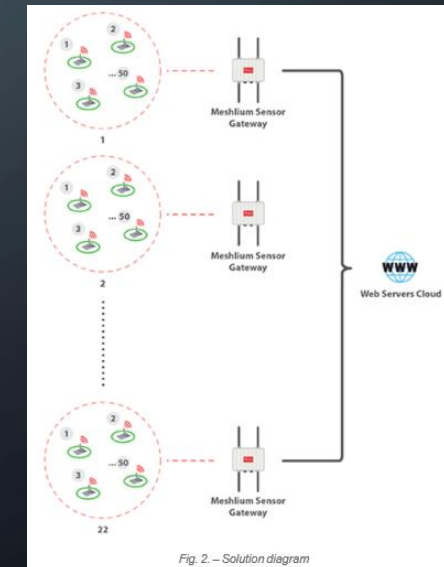 1
2
3
... 50
Meshlium Sensor
Gateway
1
1
2
3
... 50
Meshlium Sensor
Gateway
2
WWW
Web Servers Cloud
1
2
3
... 50
Meshlium Sensor
Gateway
22
Fig. 2. – Solution diagram